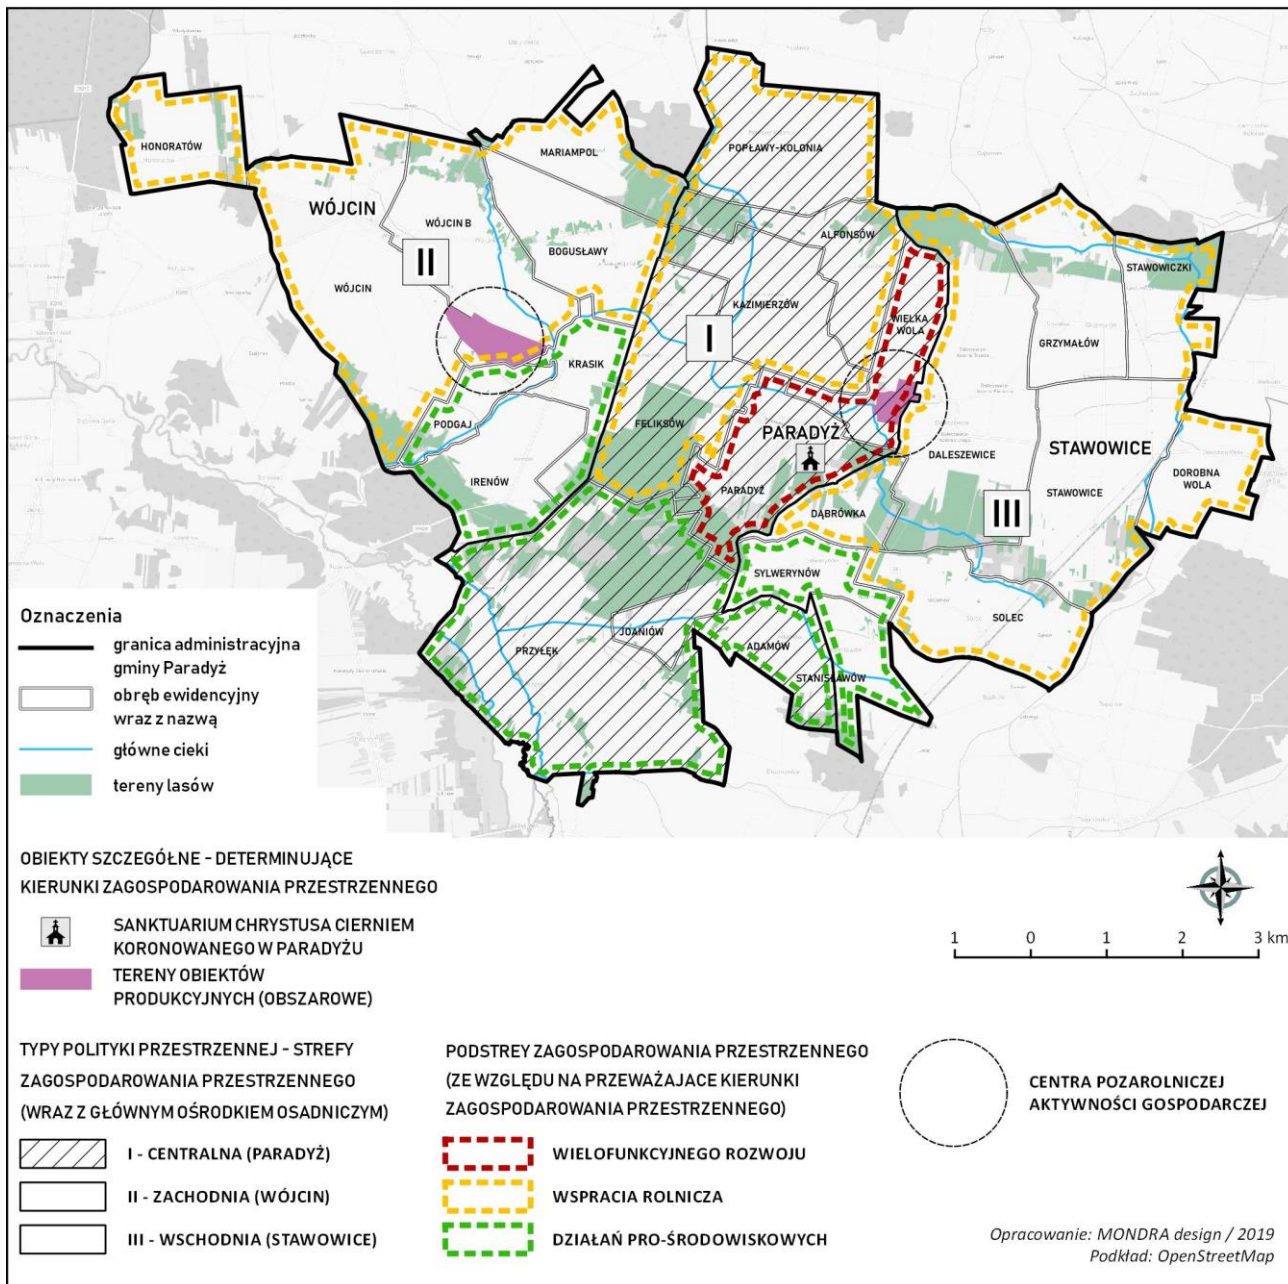 HONORATÓW
MARIAMPOL
POPŁAWY-KOLONIA
WÓJCIN
WÓJCIN B
ALFONSÓW
BOGUSŁAWY
II
STAWOWICZKI
WÓJCIN
KAZIMIERZÓW
WIELKA
WOLA
I
GRZYMAŁÓW
KRASIK
PODGAJ
FELIKSÓW
PARADYŻ
STAWOWICE
DALESZEWICE
DOROBNA
WOLA
IRENÓW
PARADYŻ
STAWOWICE
DĄBRÓWKA
III
SYLWERYNÓW
SOLEC
JOANIÓW
PRZYŁĘK
ADAMÓW
STANISŁAWÓW
Oznaczenia
granica administracyjna
gminy Paradyż
obręb ewidencyjny
wraz z nazwą
główne cieki
tereny lasów
OBIEKTY SZCZEGÓLNE - DETERMINUJĄCE
KIERUNKI ZAGOSPODAROWANIA PRZESTRZENNEGO
SANKTUARIUM CHRYSTUSA CIERNIEM
KORONOWANEGO W PARADYŻU
TERENY OBIEKTÓW
PRODUKCYJNYCH (OBSZAROWE)
1 0 1 2 3 km
TYPY POLITYKI PRZESTRZENNEJ - STREFY
ZAGOSPODAROWANIA PRZESTRZENNEGO
(WRAZ Z GŁÓWNYM OŚRODKIEM OSADNICZYM)
I - CENTRALNA (PARADYŻ)
II - ZACHODNIA (WÓJCIN)
III - WSCHODNIA (STAWOWICE)
PODSTREY ZAGOSPODAROWANIA PRZESTRZENNEGO
(ZE WZGLĘDU NA PRZEWAŻAJACE KIERUNKI
ZAGOSPODAROWANIA PRZESTRZENNEGO)
WIELOFUNKCYJNEGO ROZWOJU
WSPRACIA ROLNICZA
DZIAŁAŃ PRO-ŚRODOWISKOWYCH
CENTRA POZAROLNICZEJ
AKTYWNOŚCI GOSPODARCZEJ
Opracowanie: MONDRA design / 2019
Podkład: OpenStreetMap